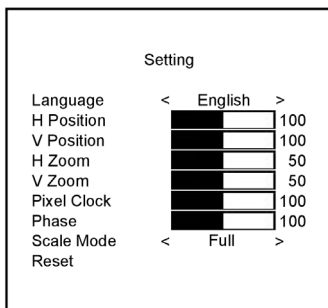 Setting
Language < English >
H Position 100
V Position 100
H Zoom 50
V Zoom 50
Pixel Clock 100
Phase 100
Scale Mode < Full >
Reset